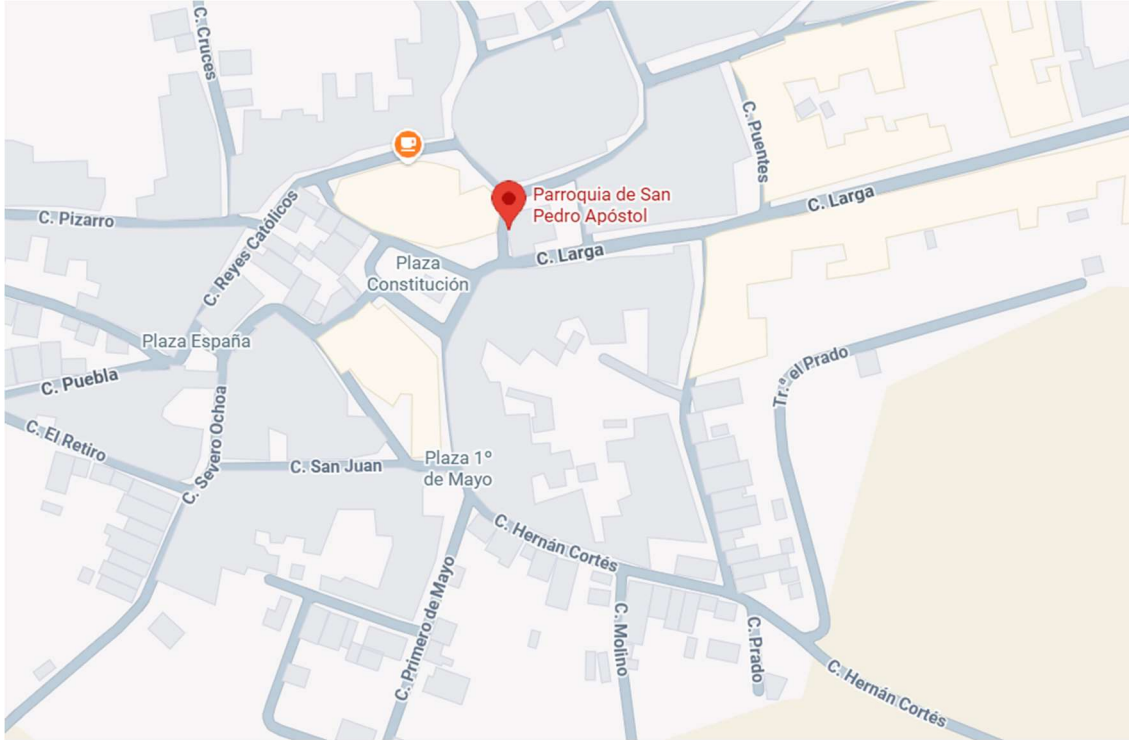 C. Cruces
C. Puentes
Parroquia de San
Pedro Apóstol
C. Larga
C. Pizarro
C. Reyes Católicos
C. Larga
Plaza
Constitución
Plaza España
Tr.ª el Prado
C. Puebla
C. Severo Ochoa
C. El Retiro
C. San Juan
Plaza 1º
de Mayo
C. Hernán Cortés
C. Primero de Mayo
C. Molino
C. Prado
C. Hernán Cortés